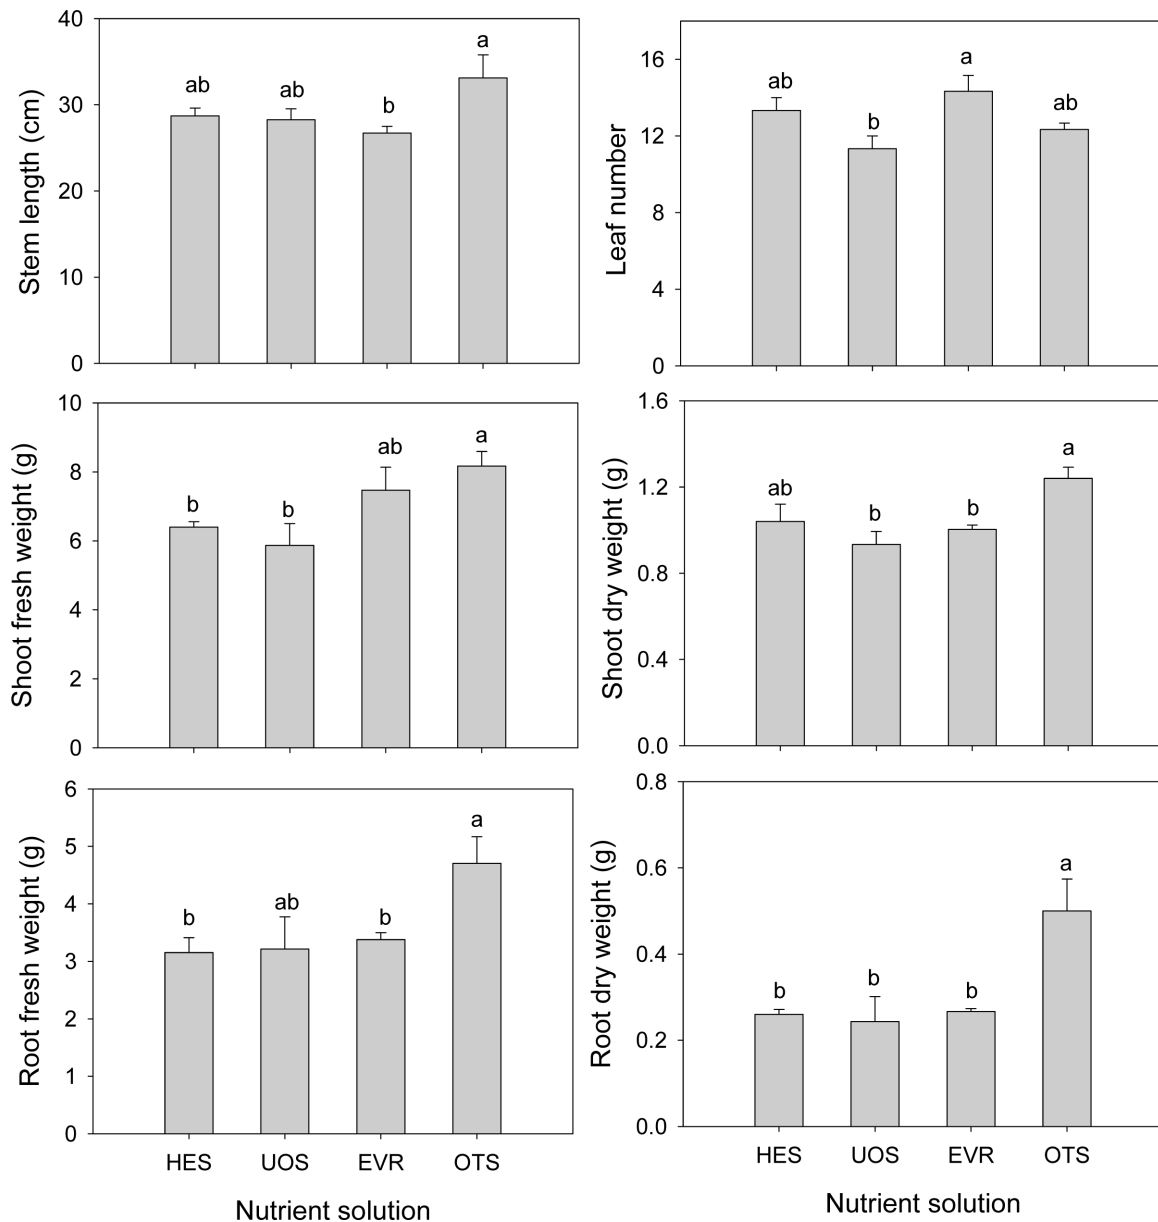 Stem length (cm)
40
30
20
10
0
ab
ab
b
a
Leaf number
16
12
8
4
0
ab
b
a
ab
Shoot fresh weight (g)
10
8
6
4
2
0
b
b
ab
a
Shoot dry weight (g)
1.6
1.2
0.8
0.4
0.0
ab
b
b
a
Root fresh weight (g)
6
5
4
3
2
1
0
b
ab
b
a
HES UOS EVR OTS
Nutrient solution
Root dry weight (g)
0.8
0.6
0.4
0.2
0.0
b
b
b
a
HES UOS EVR OTS
Nutrient solution